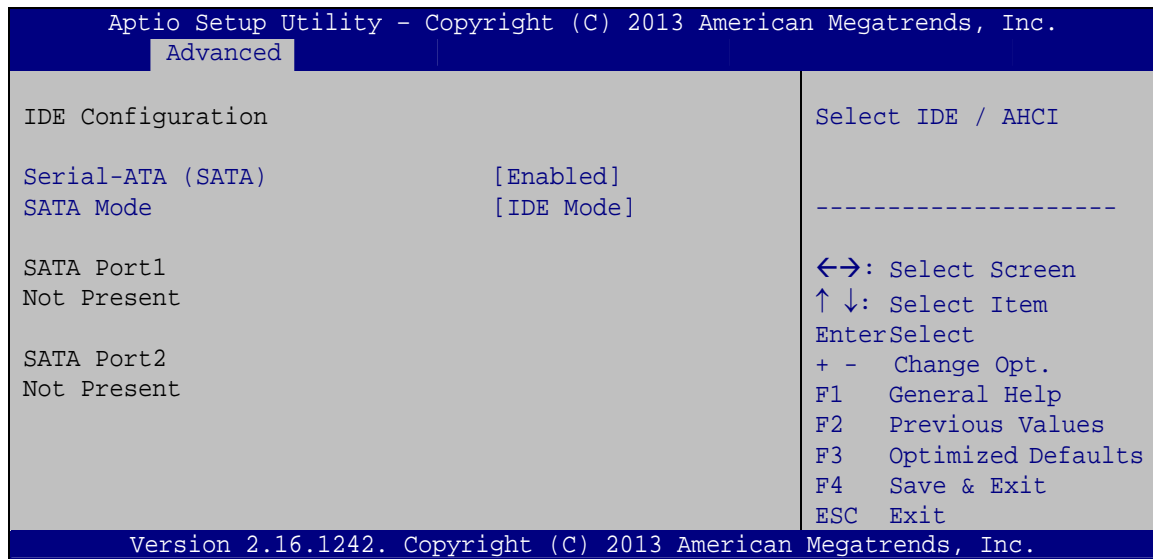 Aptio Setup Utility – Copyright (C) 2013 American Megatrends, Inc.
Advanced
IDE Configuration
Serial-ATA (SATA) [Enabled]
SATA Mode [IDE Mode]
SATA Port1
Not Present
SATA Port2
Not Present
Select IDE / AHCI
---------------------
←→: Select Screen
↑ ↓: Select Item
EnterSelect
+ - Change Opt.
F1 General Help
F2 Previous Values
F3 Optimized Defaults
F4 Save & Exit
ESC Exit
Version 2.16.1242. Copyright (C) 2013 American Megatrends, Inc.